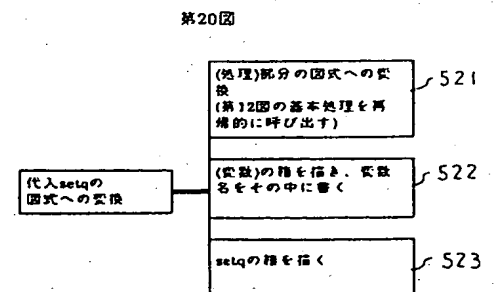 第20図
(処理)部分の図式への変換
(第12図の基本処理を再帰的に呼び出す)
521
代入setqの
図式への変換
(変数)の箱を描き、変数
名をその中に書く
522
setqの箱を描く
523